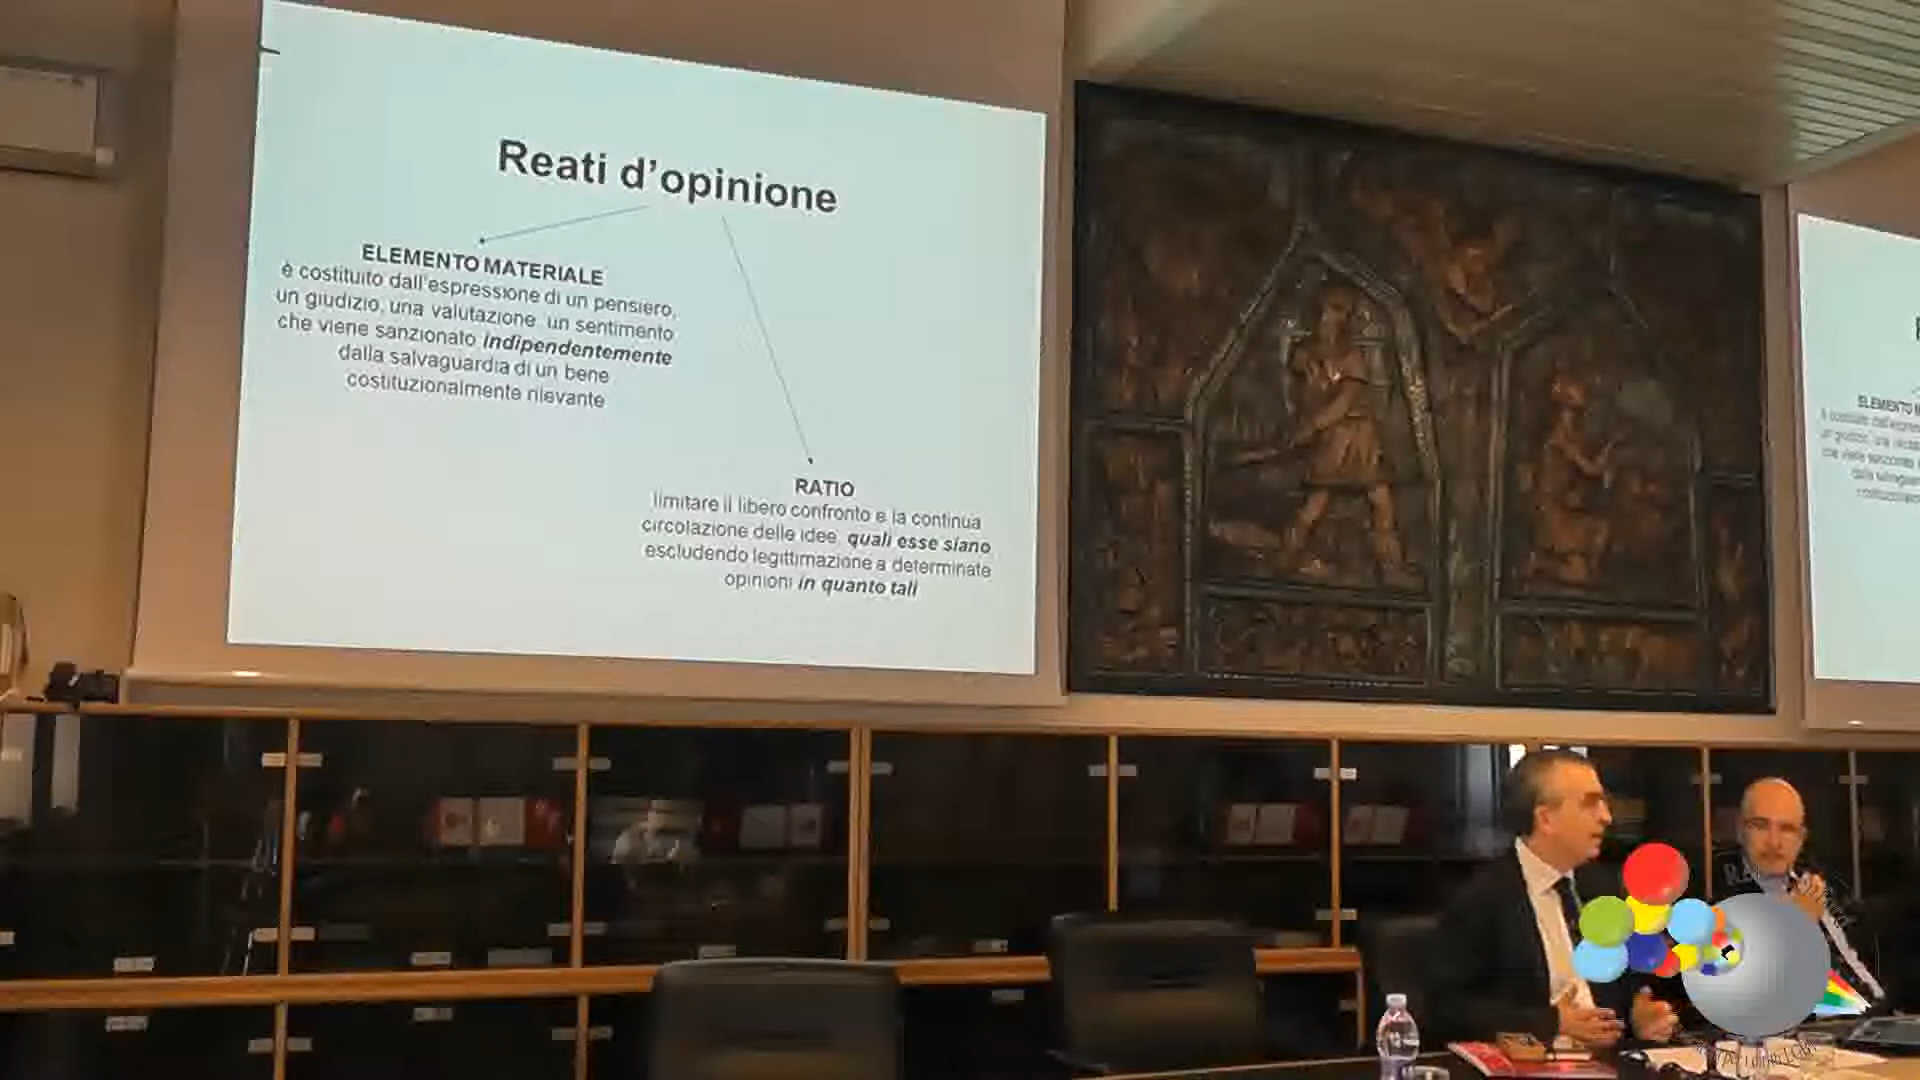 Reati d'opinione
ELEMENTO MATERIALE
è costituito dall'espressione di un pensiero,
un giudizio, una valutazione, un sentimento
che viene sanzionato indipendentemente
dalla salvaguardia di un bene
costituzionalmente rilevante
RATIO
limitare il libero confronto e la continua
circolazione delle idee, quali esse siano
escludendo legittimazione a determinate
opinioni in quanto tali
ELEMENTO